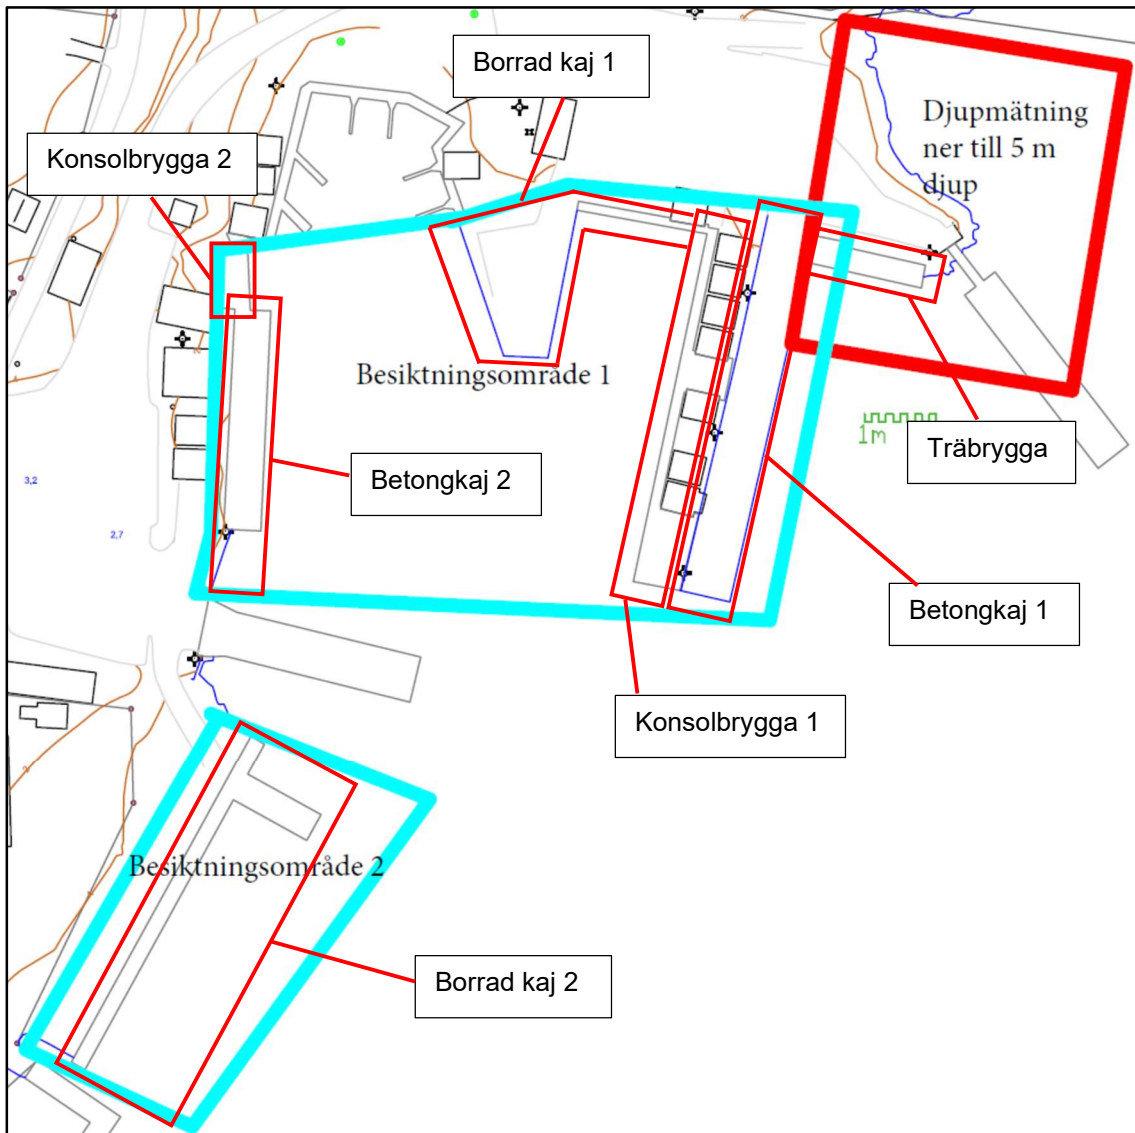 Borrad kaj 1
Djupmätning
ner till 5 m
djup
Konsolbrygga 2
Besiktningsområde 1
1m
Träbrygga
Betongkaj 2
3,2
2,7
Betongkaj 1
Konsolbrygga 1
Besiktningsområde 2
Borrad kaj 2